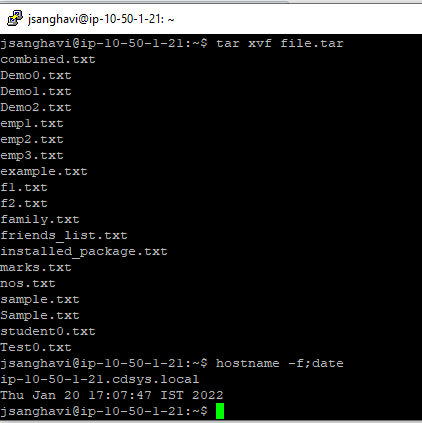 jsanghavi@ip-10-50-1-21: ~
jsanghavi@ip-10-50-1-21:~$ tar xvf file.tar
combined.txt
Demo0.txt
Demo1.txt
Demo2.txt
emp1.txt
emp2.txt
emp3.txt
example.txt
f1.txt
f2.txt
family.txt
friends_list.txt
installed_package.txt
marks.txt
nos.txt
sample.txt
Sample.txt
student0.txt
Test0.txt
jsanghavi@ip-10-50-1-21:~$ hostname -f;date
ip-10-50-1-21.cdsys.local
Thu Jan 20 17:07:47 IST 2022
jsanghavi@ip-10-50-1-21:~$